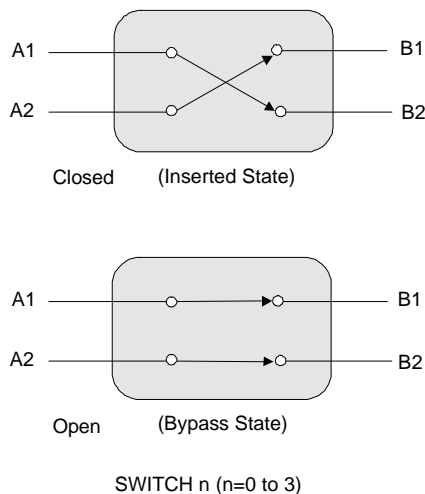 A1 B1
A2 B2
Closed (Inserted State)
A1 B1
A2 B2
Open (Bypass State)
SWITCH n (n=0 to 3)